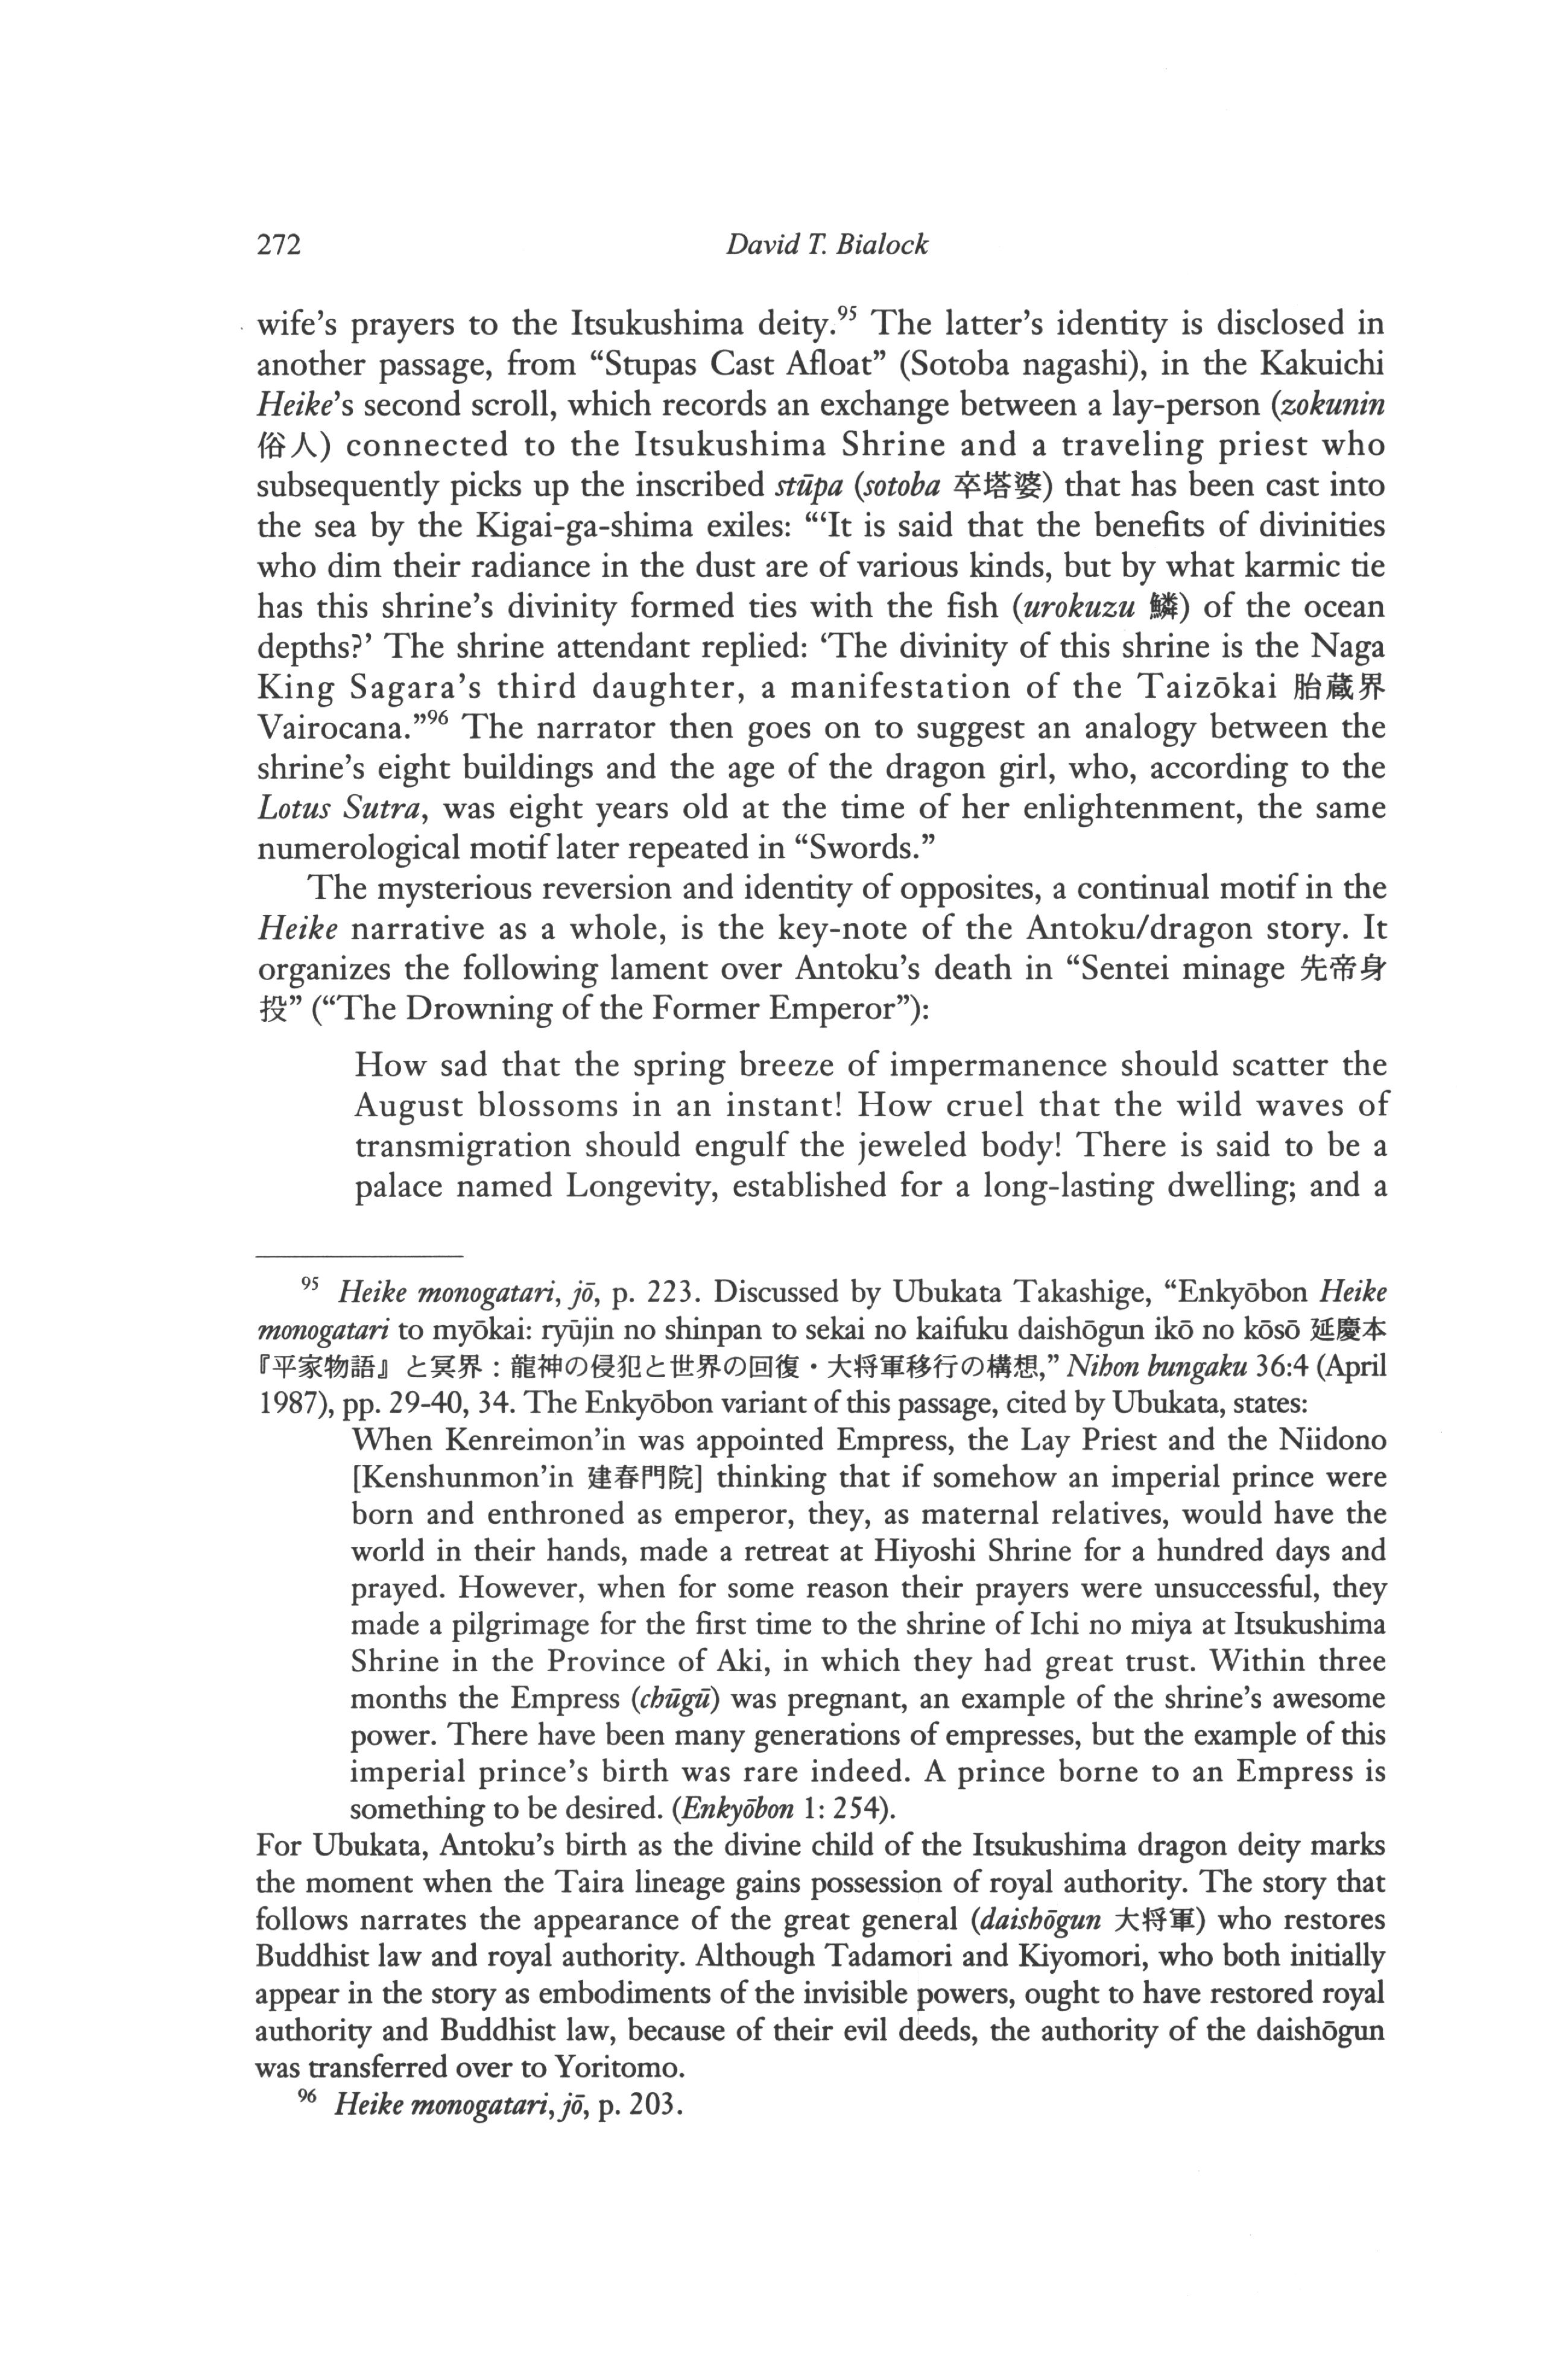 272
David T. Bialock
wife's prayers to the Itsukushima deity.95 The latter's identity is disclosed in
another passage, from “Stupas Cast Afloat” (Sotoba nagashi), in the Kakuichi
Heike's second scroll, which records an exchange between a lay-person (zokunin
俗人) connected to the Itsukushima Shrine and a traveling priest who
subsequently picks up the inscribed stūpa (sotoba 卒塔婆) that has been cast into
the sea by the Kigai-ga-shima exiles: “‘It is said that the benefits of divinities
who dim their radiance in the dust are of various kinds, but by what karmic tie
has this shrine's divinity formed ties with the fish (urokuzu 鱗) of the ocean
depths?’ The shrine attendant replied: ‘The divinity of this shrine is the Naga
King Sagara's third daughter, a manifestation of the Taizōkai 胎蔵界
Vairocana.”96 The narrator then goes on to suggest an analogy between the
shrine's eight buildings and the age of the dragon girl, who, according to the
Lotus Sutra, was eight years old at the time of her enlightenment, the same
numerological motif later repeated in “Swords.”
The mysterious reversion and identity of opposites, a continual motif in the
Heike narrative as a whole, is the key-note of the Antoku/dragon story. It
organizes the following lament over Antoku's death in “Sentei minage 先帝身
投” (“The Drowning of the Former Emperor”):
How sad that the spring breeze of impermanence should scatter the
August blossoms in an instant! How cruel that the wild waves of
transmigration should engulf the jeweled body! There is said to be a
palace named Longevity, established for a long-lasting dwelling; and a
95 Heike monogatari, jō, p. 223. Discussed by Ubukata Takashige, “Enkyōbon Heike
monogatari to myōkai: ryūjin no shinpan to sekai no kaifuku daishōgun ikō no kōsō 延慶本
『平家物語』と冥界：龍神の侵犯と世界の回復・大将軍移行の構想,” Nihon bungaku 36:4 (April
1987), pp. 29-40, 34. The Enkyōbon variant of this passage, cited by Ubukata, states:
When Kenreimon'in was appointed Empress, the Lay Priest and the Niidono
[Kenshunmon'in 建春門院] thinking that if somehow an imperial prince were
born and enthroned as emperor, they, as maternal relatives, would have the
world in their hands, made a retreat at Hiyoshi Shrine for a hundred days and
prayed. However, when for some reason their prayers were unsuccessful, they
made a pilgrimage for the first time to the shrine of Ichi no miya at Itsukushima
Shrine in the Province of Aki, in which they had great trust. Within three
months the Empress (chūgū) was pregnant, an example of the shrine's awesome
power. There have been many generations of empresses, but the example of this
imperial prince's birth was rare indeed. A prince borne to an Empress is
something to be desired. (Enkyōbon 1: 254).
For Ubukata, Antoku's birth as the divine child of the Itsukushima dragon deity marks
the moment when the Taira lineage gains possession of royal authority. The story that
follows narrates the appearance of the great general (daishōgun 大将軍) who restores
Buddhist law and royal authority. Although Tadamori and Kiyomori, who both initially
appear in the story as embodiments of the invisible powers, ought to have restored royal
authority and Buddhist law, because of their evil deeds, the authority of the daishōgun
was transferred over to Yoritomo.
96 Heike monogatari, jō, p. 203.